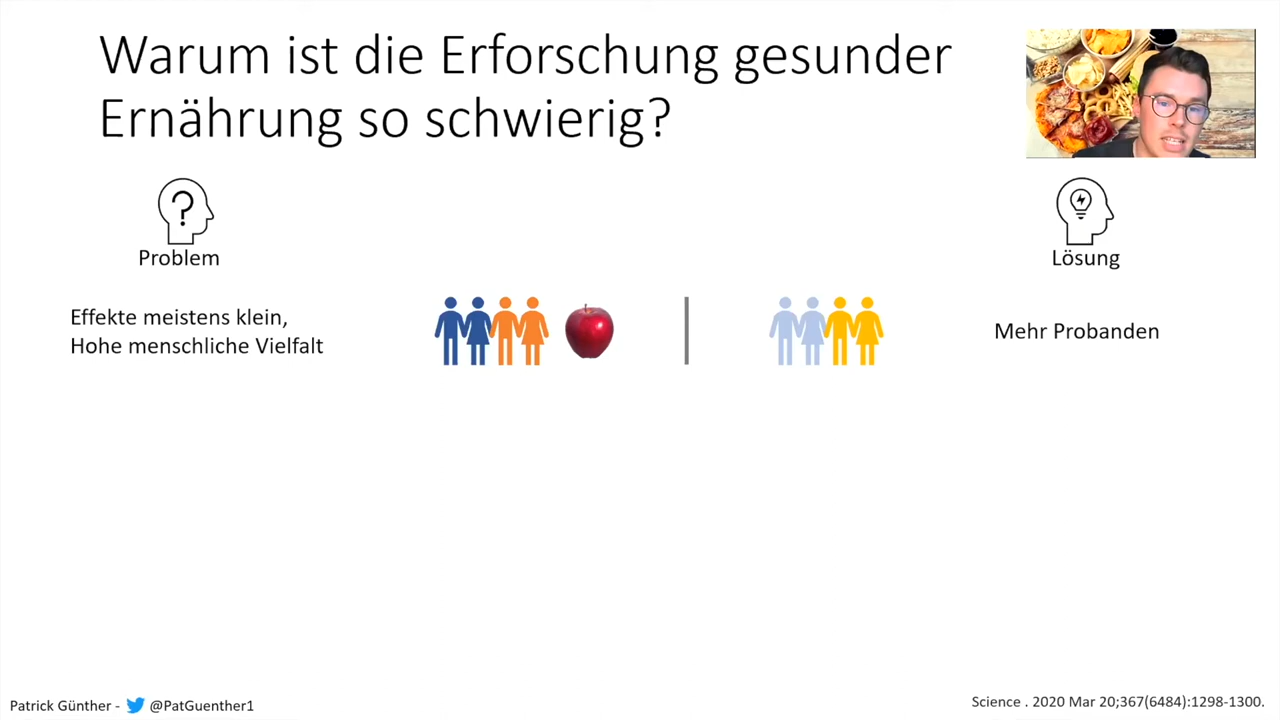 Warum ist die Erforschung gesunder
Ernährung so schwierig?
?
Problem
Lösung
Effekte meistens klein,
Hohe menschliche Vielfalt
Mehr Probanden
Patrick Günther - @PatGuenther1
Science . 2020 Mar 20;367(6484):1298-1300.